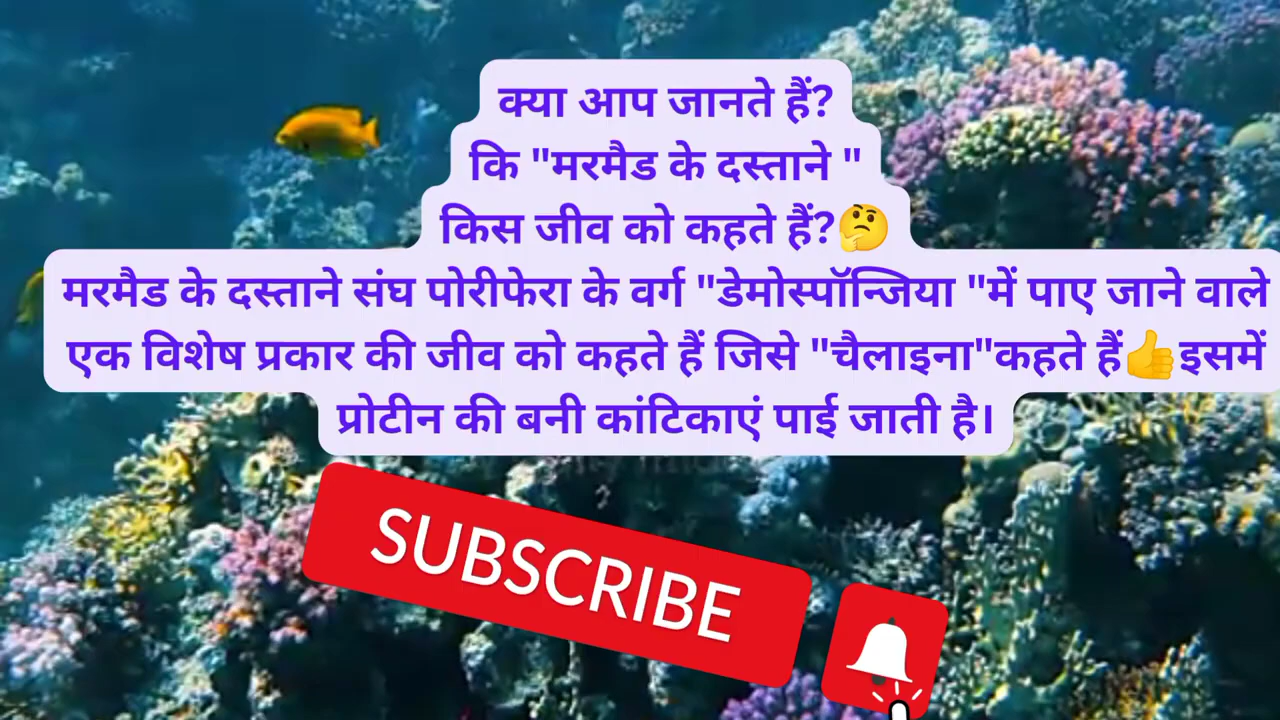 क्या आप जानते हैं?
कि "मरमैड के दस्ताने "
किस जीव को कहते हैं?🤔
मरमैड के दस्ताने संघ पोरीफेरा के वर्ग "डेमोस्पॉन्जिया "में पाए जाने वाले
एक विशेष प्रकार की जीव को कहते हैं जिसे "चैलाइना"कहते हैं👍इसमें
प्रोटीन की बनी कांटिकाएं पाई जाती है।
SUBSCRIBE